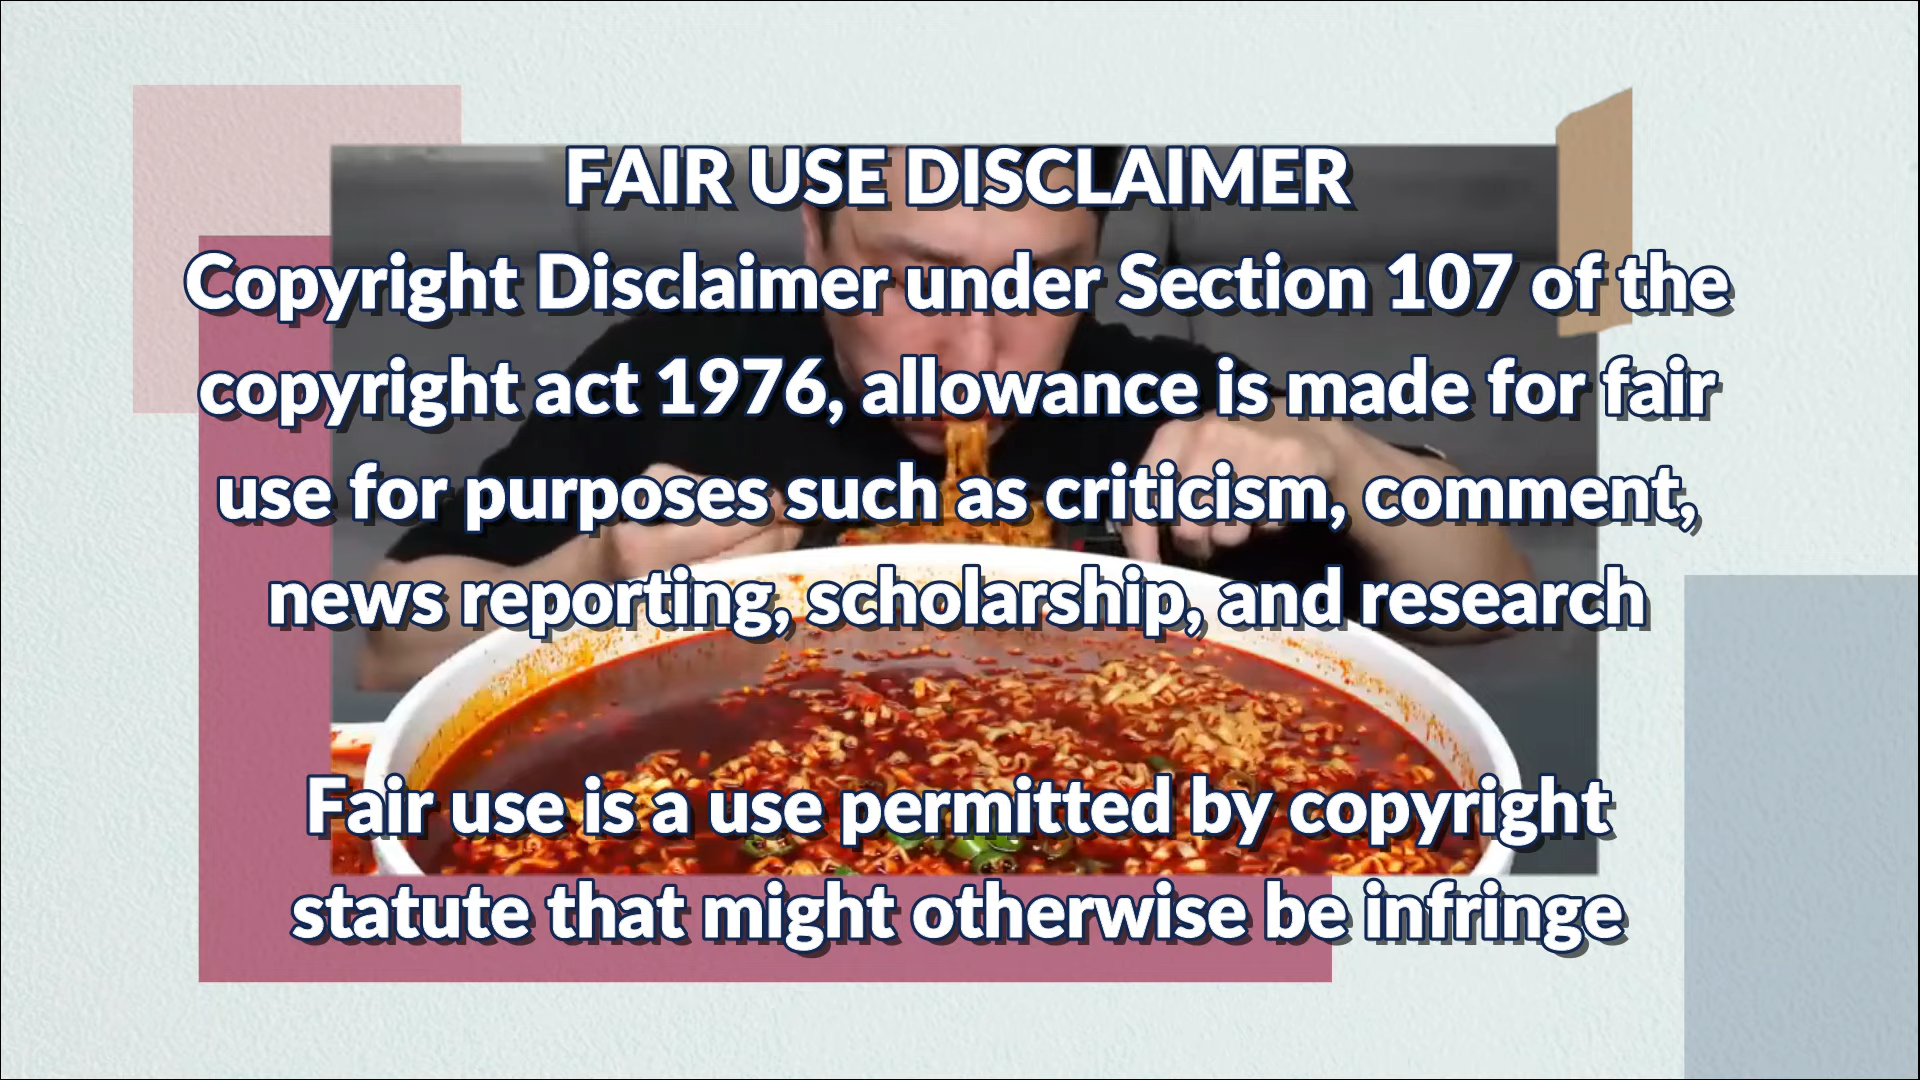 FAIR USE DISCLAIMER
Copyright Disclaimer under Section 107 of the
copyright act 1976, allowance is made for fair
use for purposes such as criticism, comment,
news reporting, scholarship, and research
Fair use is a use permitted by copyright
statute that might otherwise be infringe